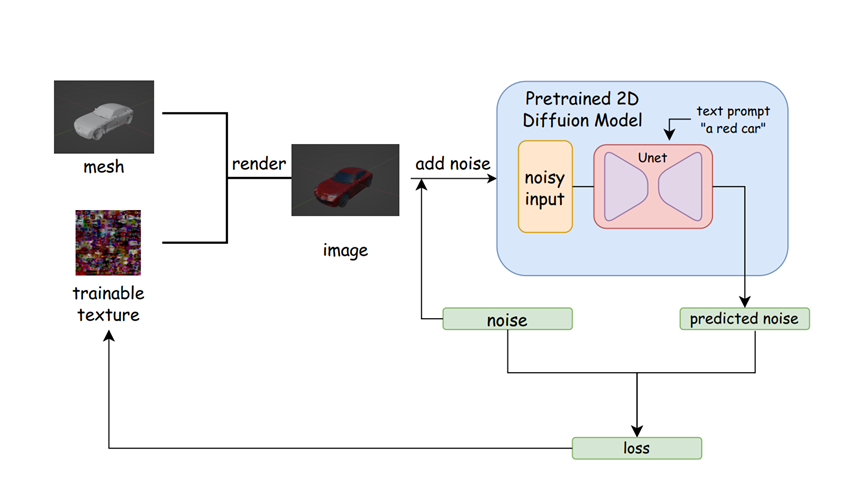 Pretrained 2D
Diffuion Model
text prompt
"a red car"
mesh
render
add noise
noisy
input
Unet
image
trainable
texture
noise
predicted noise
loss